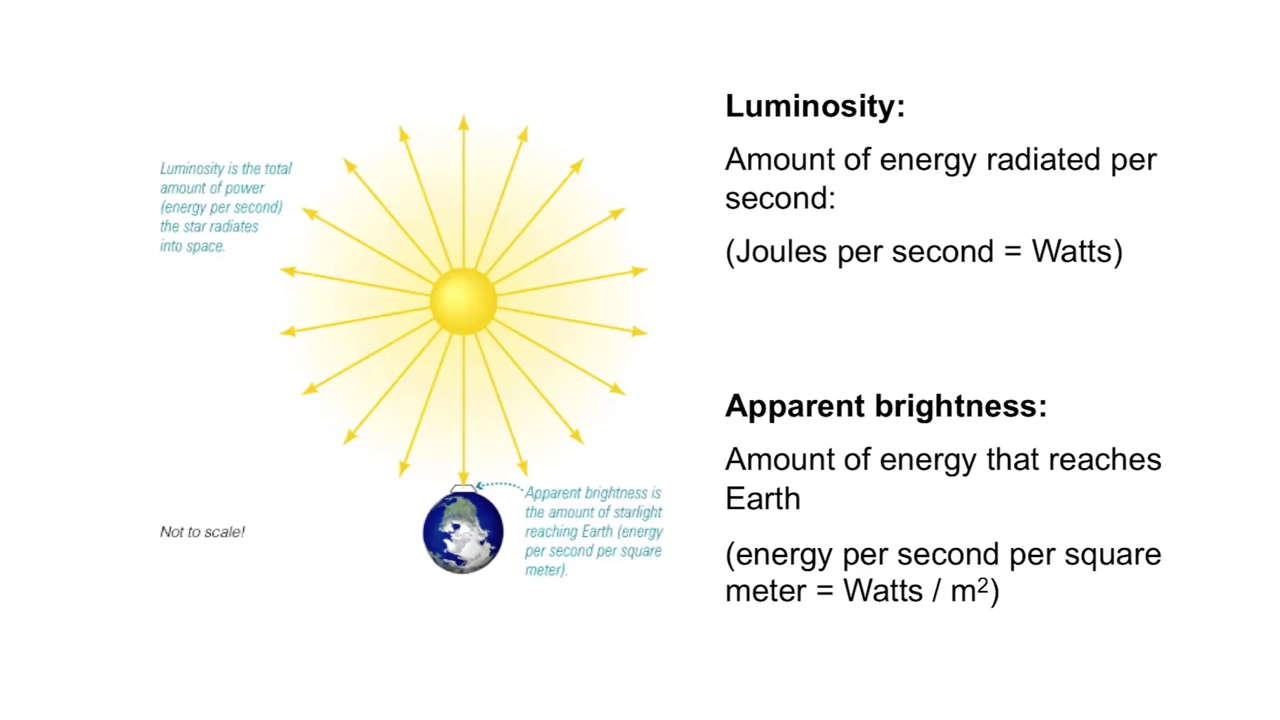 Luminosity is the total
amount of power
(energy per second)
the star radiates
into space.
Not to scale!
Apparent brightness is
the amount of starlight
reaching Earth (energy
per second per square
meter).
Luminosity:
Amount of energy radiated per
second:
(Joules per second = Watts)
Apparent brightness:
Amount of energy that reaches
Earth
(energy per second per square
meter = Watts / m²)